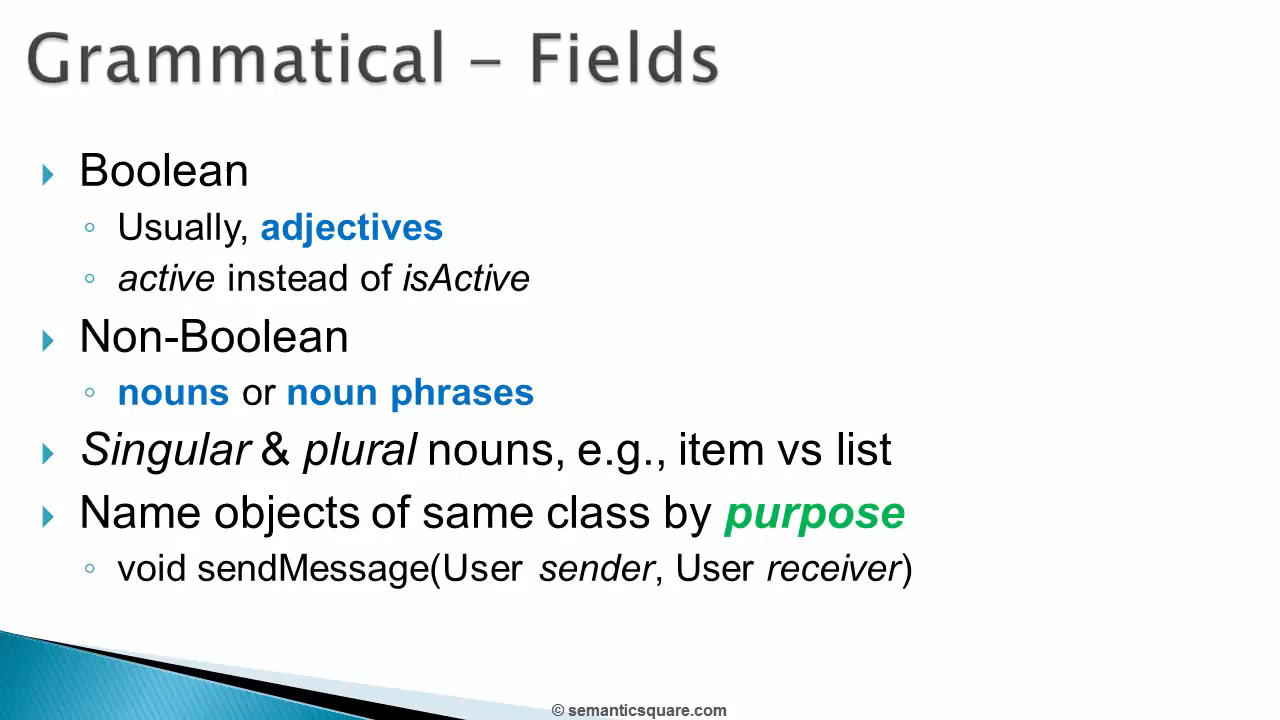 Grammatical – Fields
Boolean
Usually, adjectives
active instead of isActive
Non-Boolean
nouns or noun phrases
Singular & plural nouns, e.g., item vs list
Name objects of same class by purpose
void sendMessage(User sender, User receiver)
© semanticsquare.com